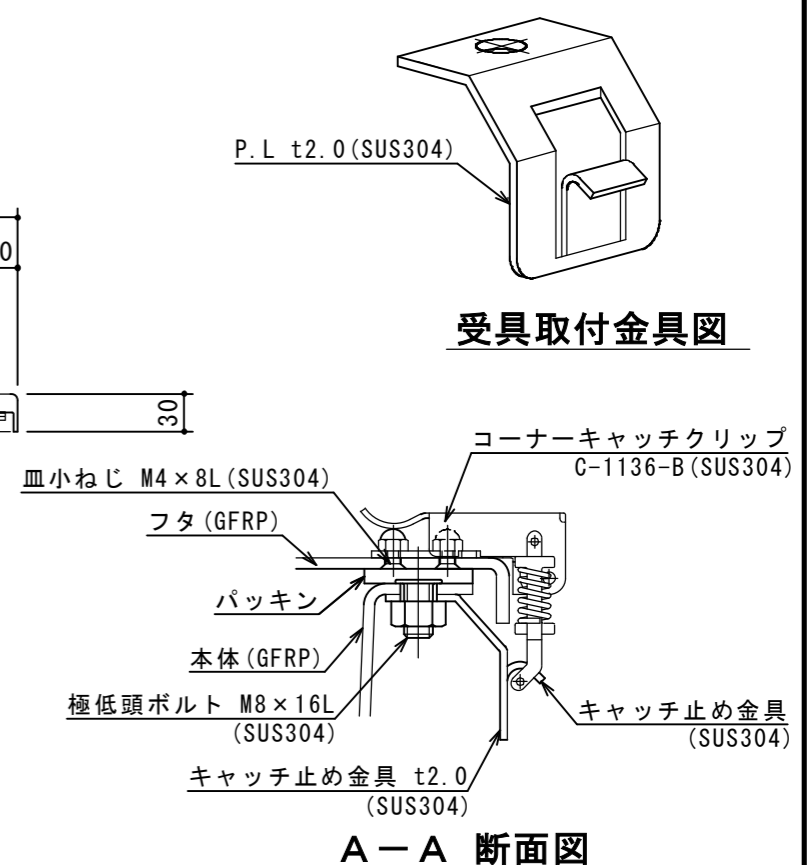 P.L t2.0(SUS304)
受具取付金具図
0
30
コーナーキャッチクリップ
C-1136-B(SUS304)
皿小ねじ M4×8L(SUS304)
フタ(GFRP)
パッキン
本体(GFRP)
極低頭ボルト M8×16L
(SUS304)
キャッチ止め金具
(SUS304)
キャッチ止め金具 t2.0
(SUS304)
A－A 断面図